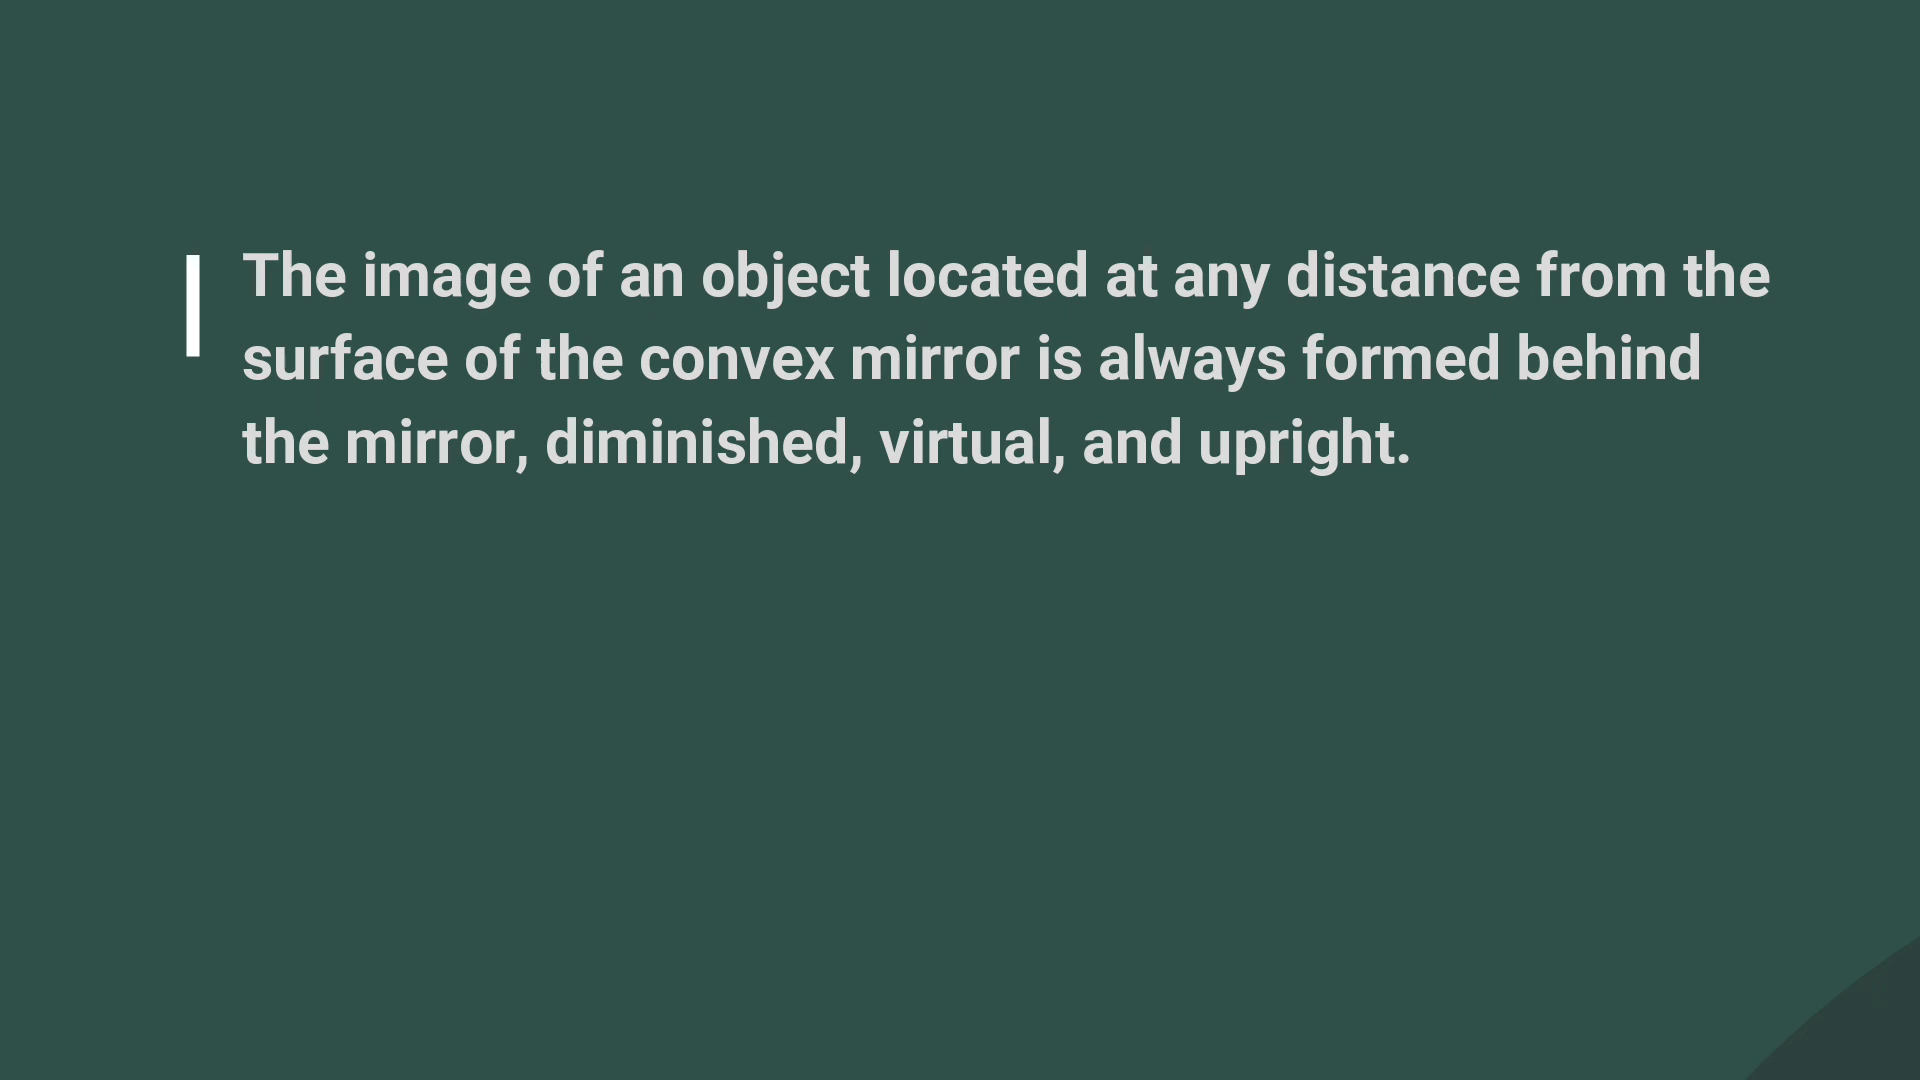 The image of an object located at any distance from the
surface of the convex mirror is always formed behind
the mirror, diminished, virtual, and upright.